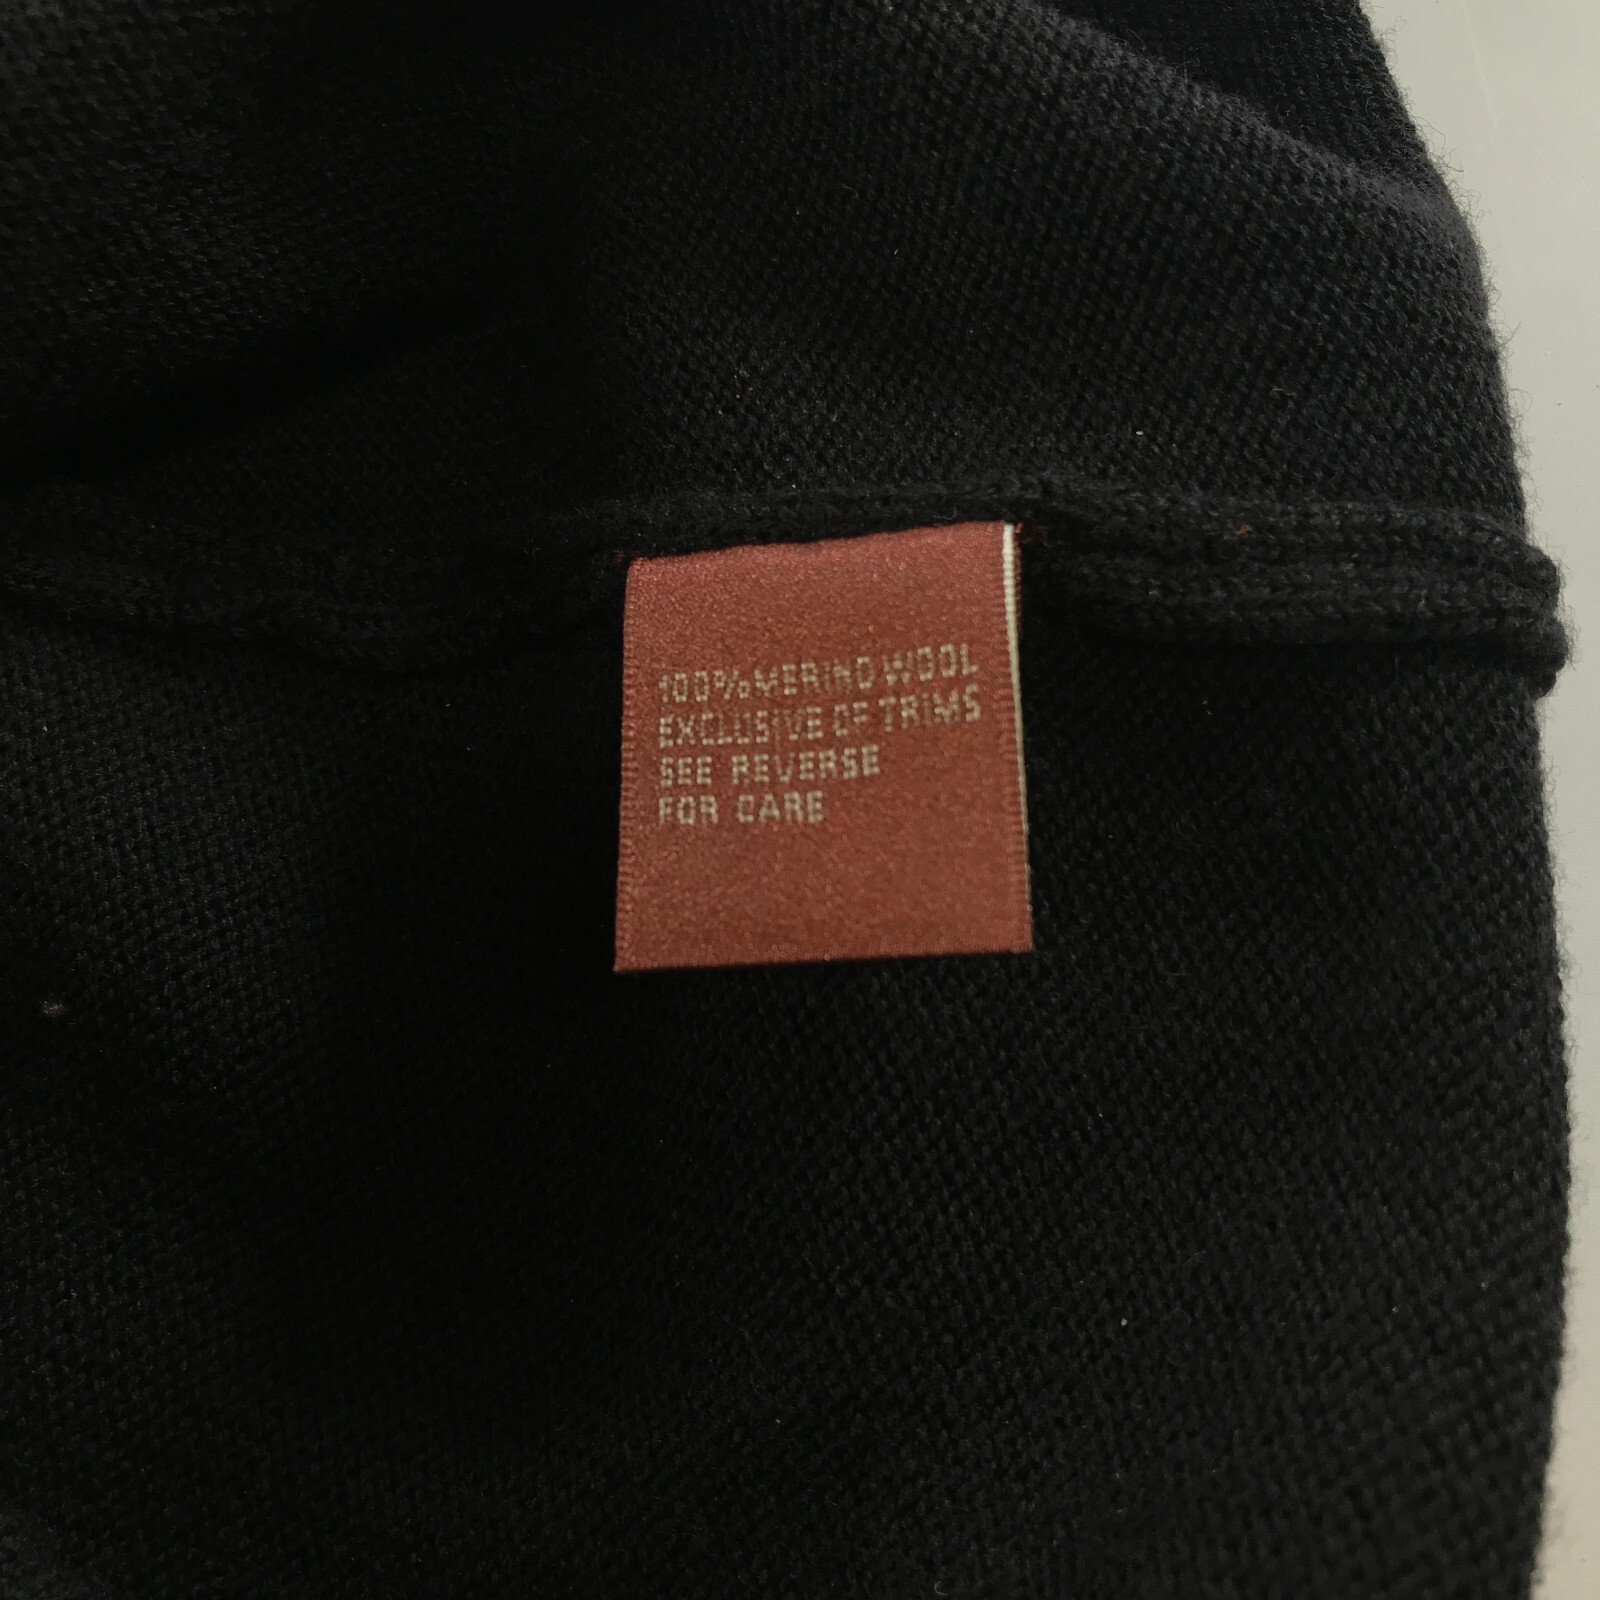 100% MERINO WOOL
EXCLUSIVE OF TRIMS
SEE REVERSE
FOR CARE